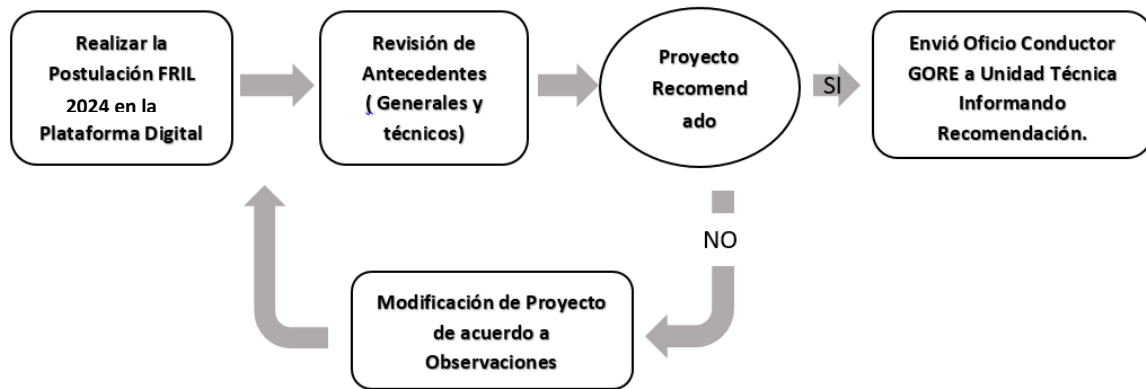 Realizar la
Postulación FRIL
2024 en la
Plataforma Digital
Revisión de
Antecedentes
( Generales y
técnicos)
Proyecto
Recomend
ado
SI
Envió Oficio Conductor
GORE a Unidad Técnica
Informando
Recomendación.
NO
Modificación de Proyecto
de acuerdo a
Observaciones